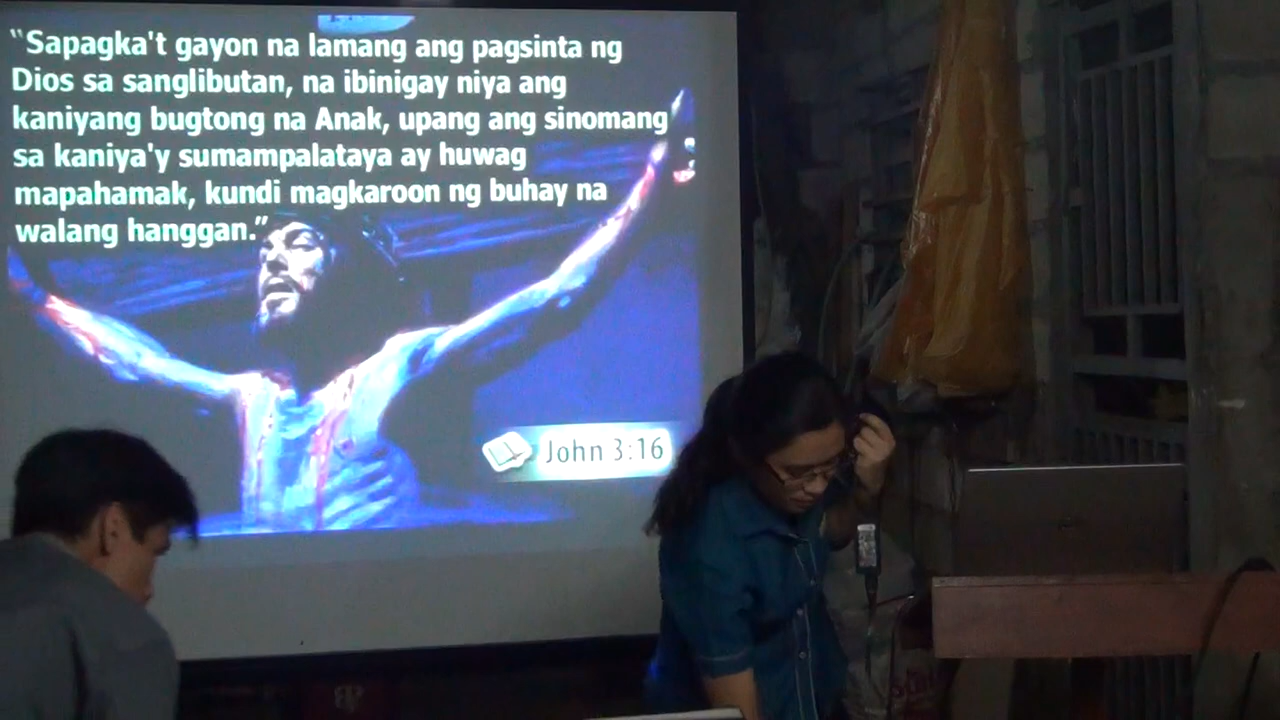 “Sapagka't gayon na lamang ang pagsinta ng
Dios sa sanglibutan, na ibinigay niya ang
kaniyang bugtong na Anak, upang ang sinomang
sa kaniya'y sumampalataya ay huwag
mapahamak, kundi magkaroon ng buhay na
walang hanggan.”
John 3:16